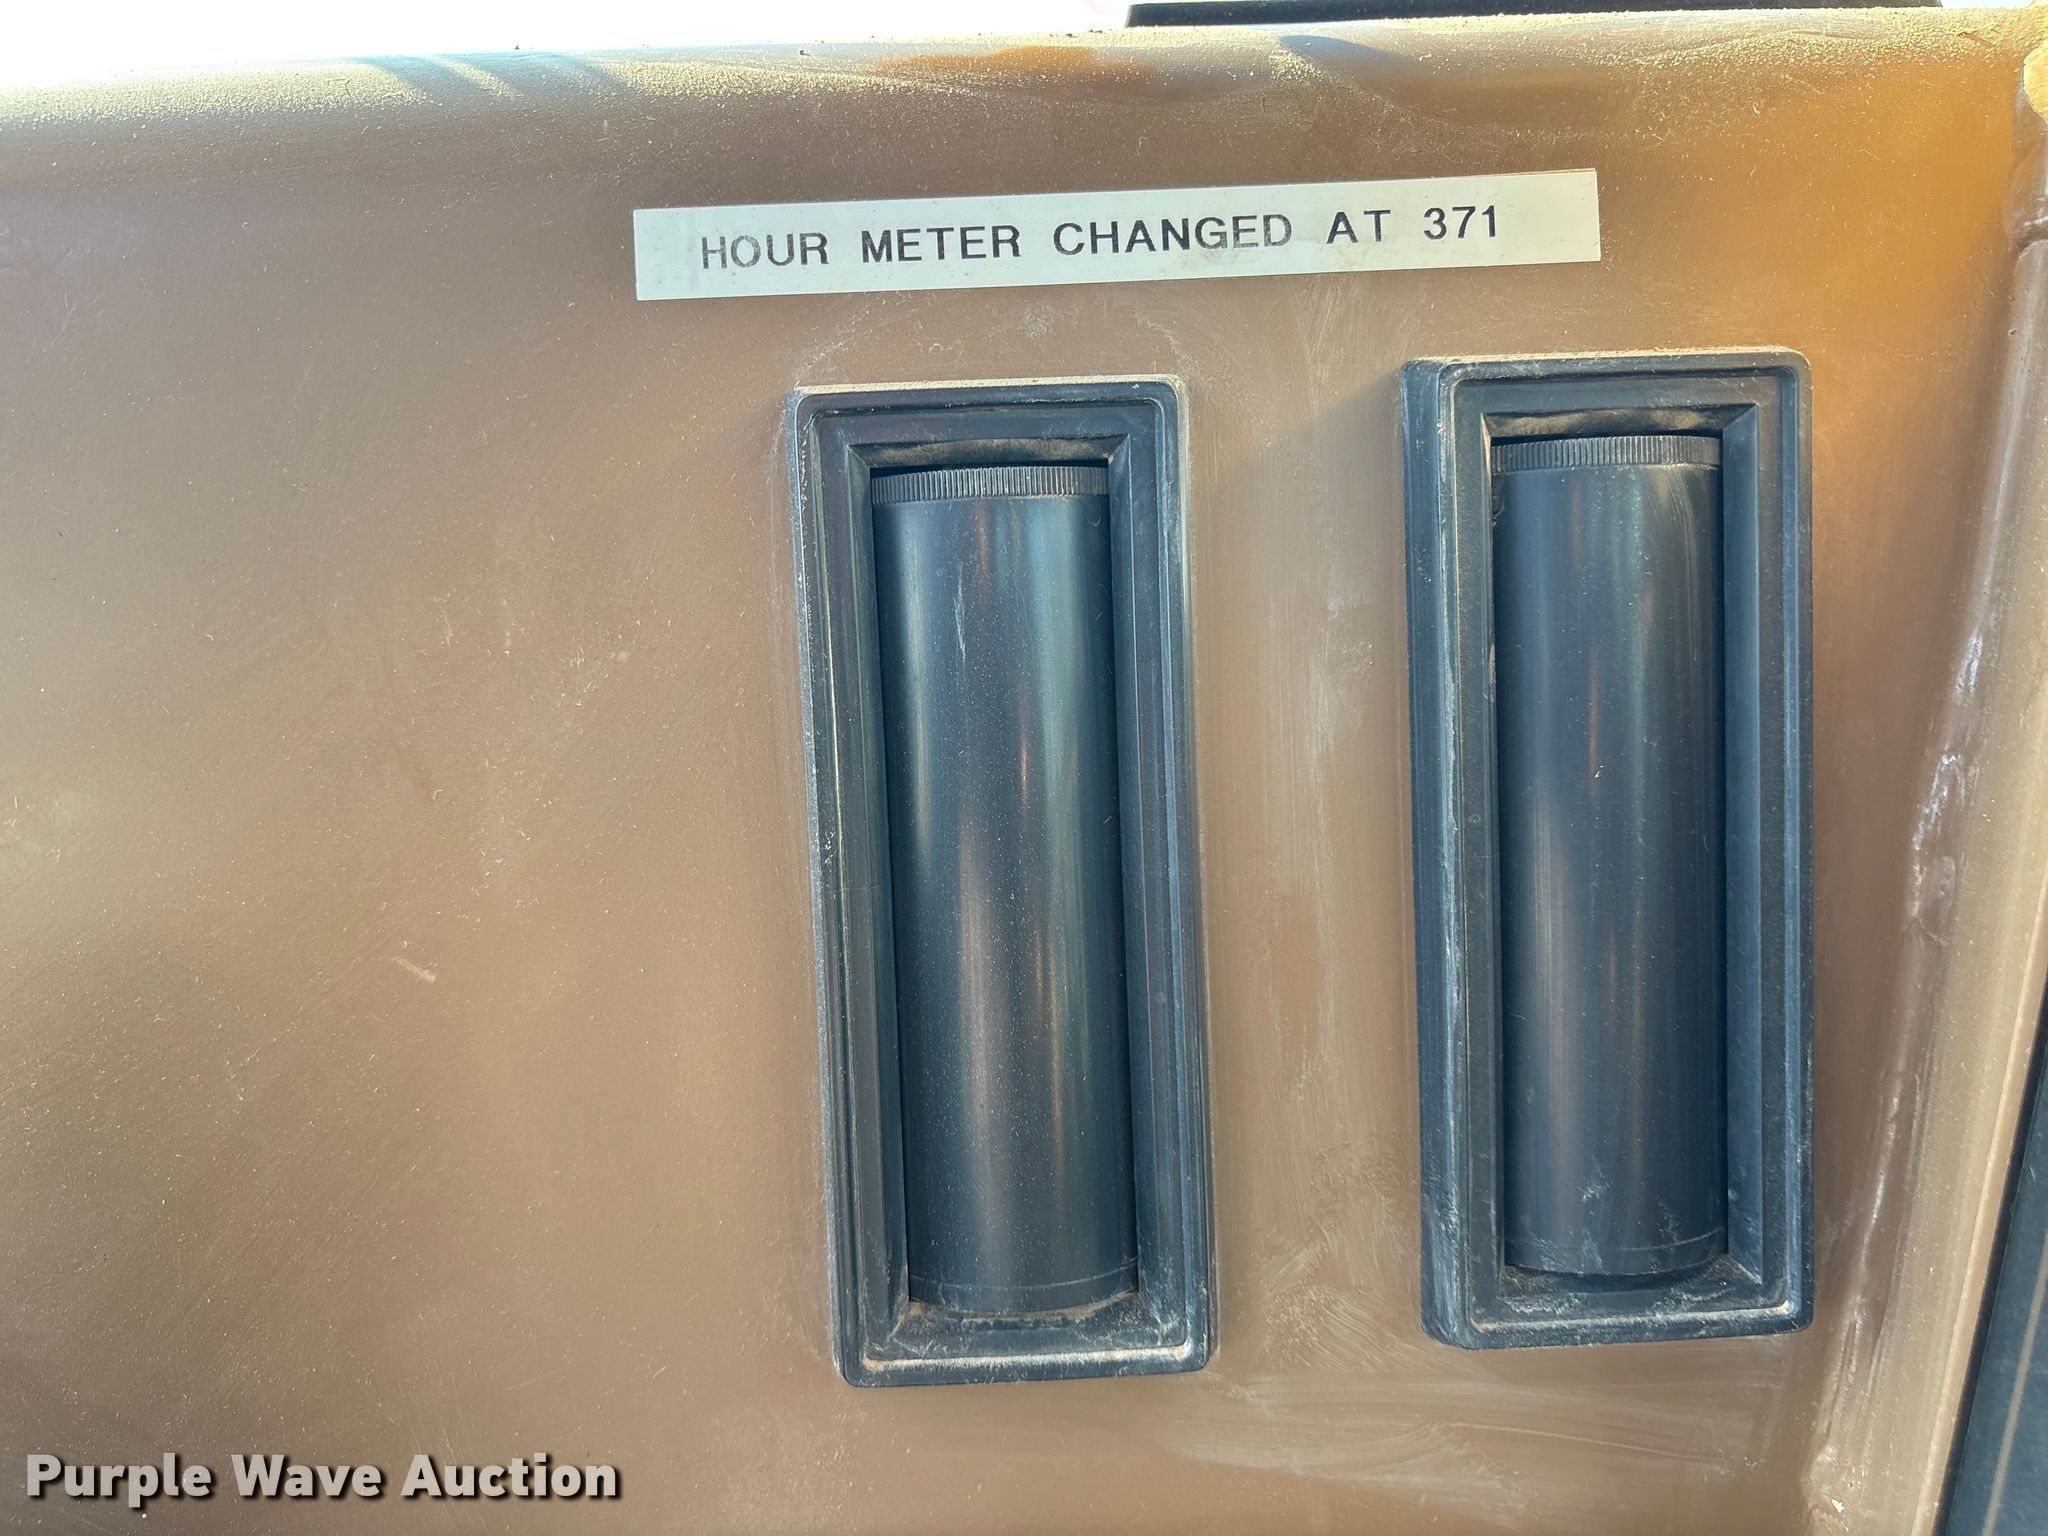 HOUR METER CHANGED AT 371
Purple Wave Auction